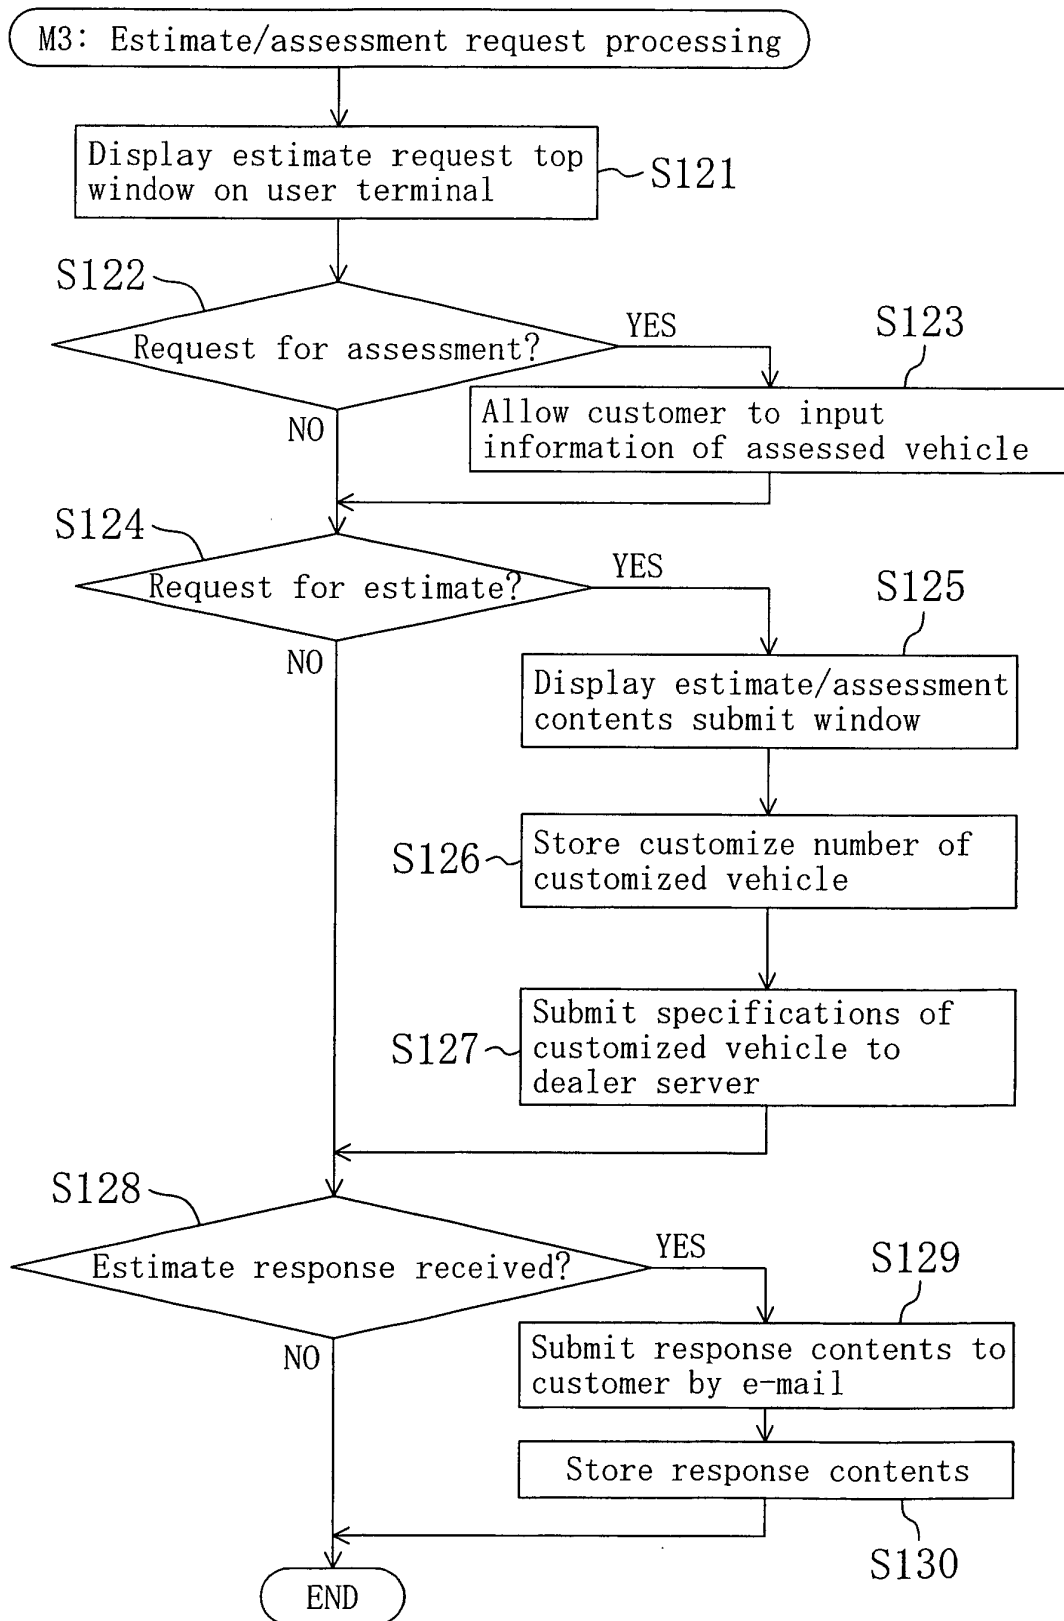 M3: Estimate/assessment request processing
Display estimate request top
window on user terminal
S121
S122
Request for assessment?
YES
NO
S123
Allow customer to input
information of assessed vehicle
S124
Request for estimate?
YES
NO
S125
Display estimate/assessment
contents submit window
S126
Store customize number of
customized vehicle
S127
Submit specifications of
customized vehicle to
dealer server
S128
Estimate response received?
YES
NO
S129
Submit response contents to
customer by e-mail
Store response contents
S130
END